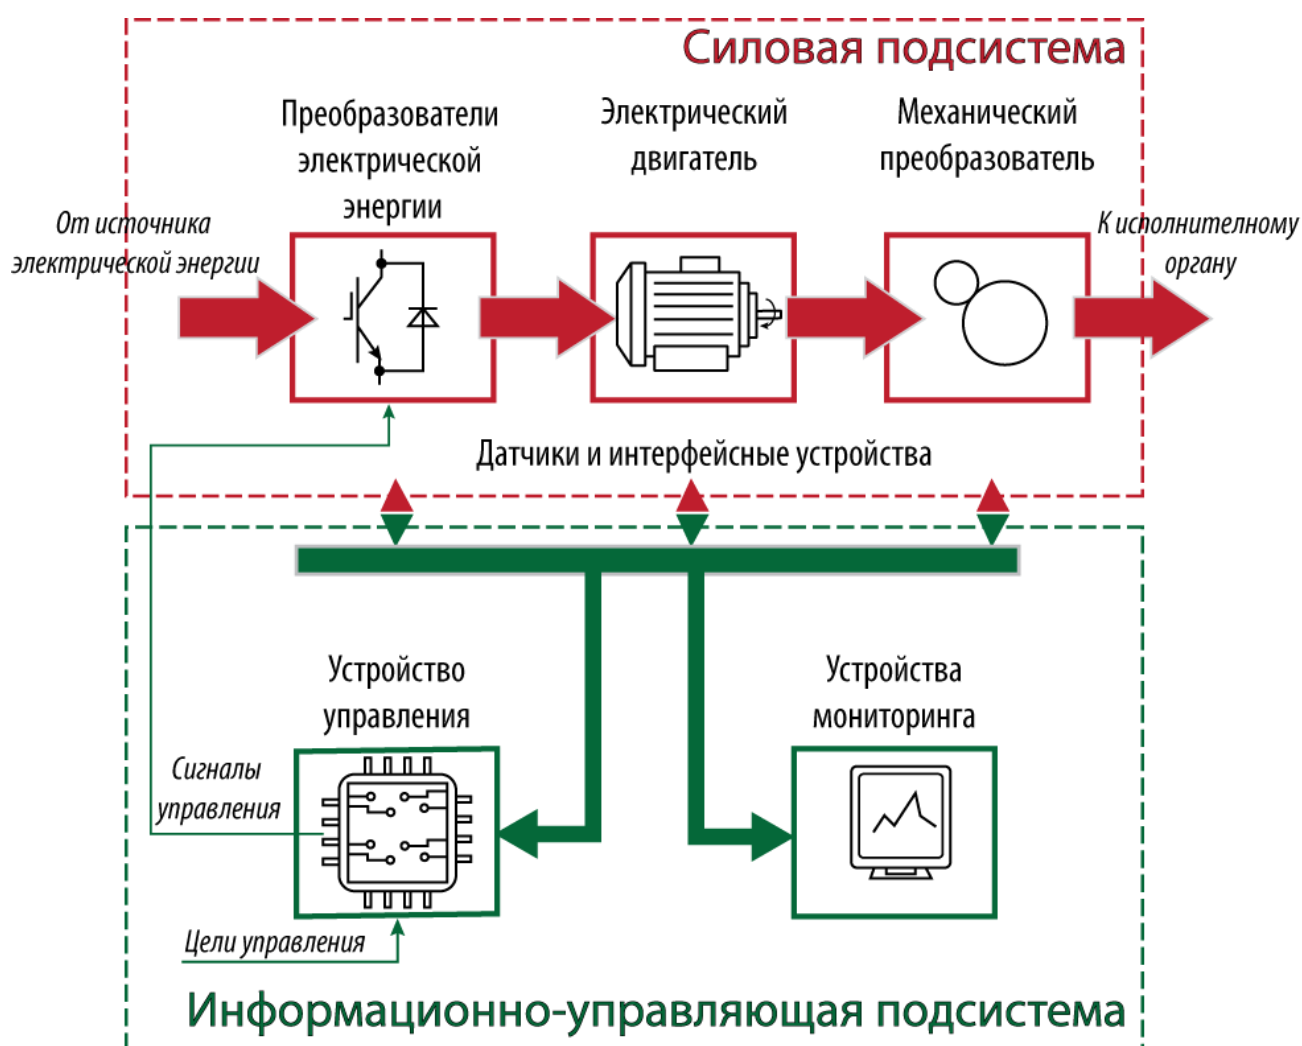 Силовая подсистема
Преобразователи
электрической
энергии
Электрический
двигатель
Механический
преобразователь
От источника
электрической энергии
К исполнителному
органу
Датчики и интерфейсные устройства
Устройство
управления
Устройства
мониторинга
Сигналы
управления
Цели управления
Информационно-управляющая подсистема